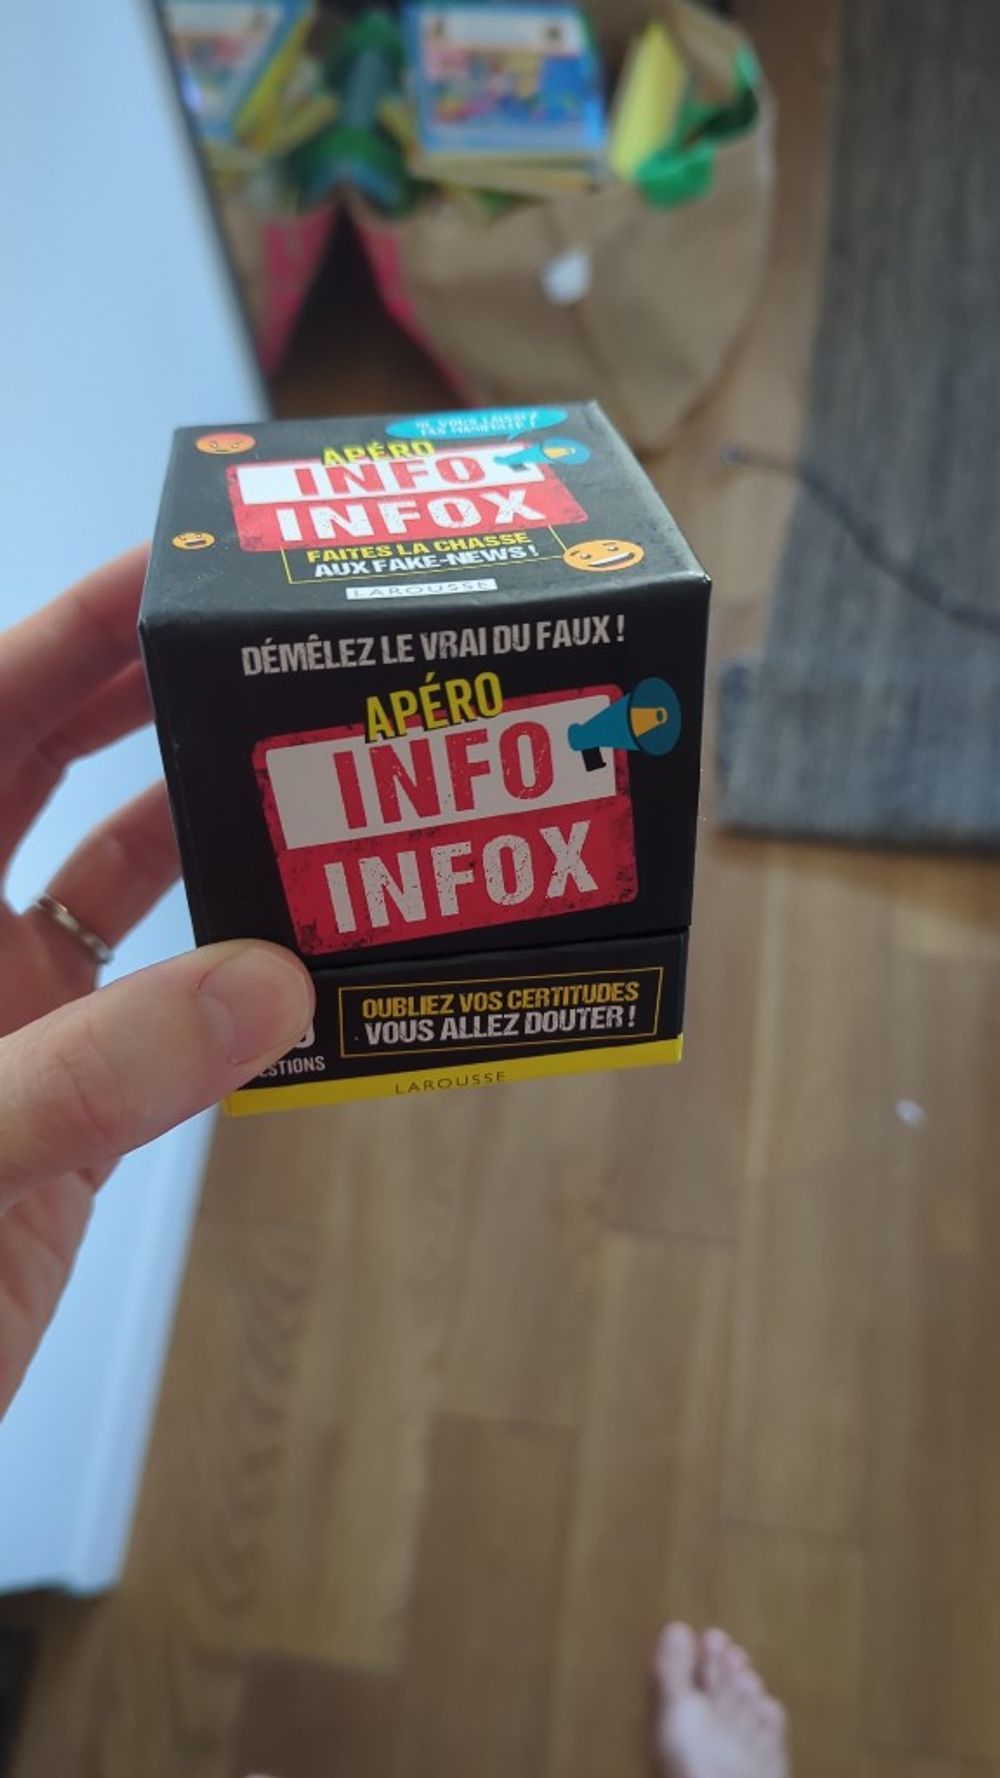 NE VOUS LAISSEZ
PAS MANIPULER !
APÉRO
INFO
INFOX
FAITES LA CHASSE
AUX FAKE-NEWS !
LAROUSSE
DÉMÊLEZ LE VRAI DU FAUX !
APÉRO
INFO
INFOX
OUBLIEZ VOS CERTITUDES
VOUS ALLEZ DOUTER !
ESTIONS
LAROUSSE